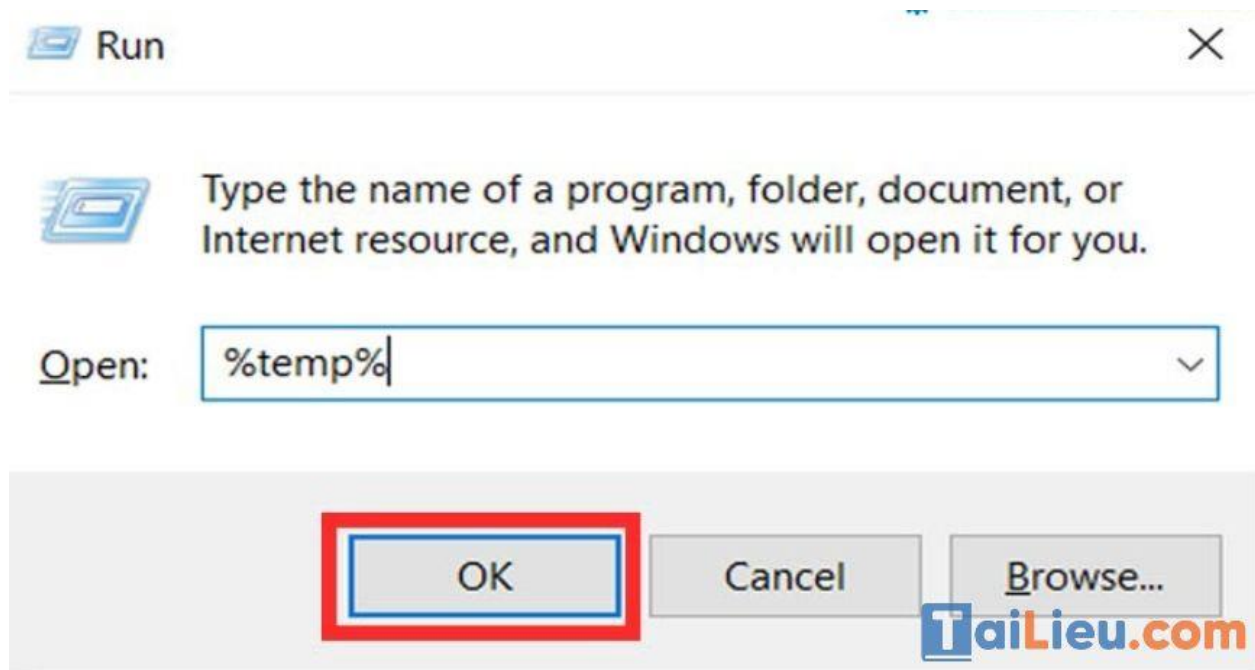 Run
Type the name of a program, folder, document, or
Internet resource, and Windows will open it for you.
Open: %temp%
OK Cancel Browse...
TaiLieu.com